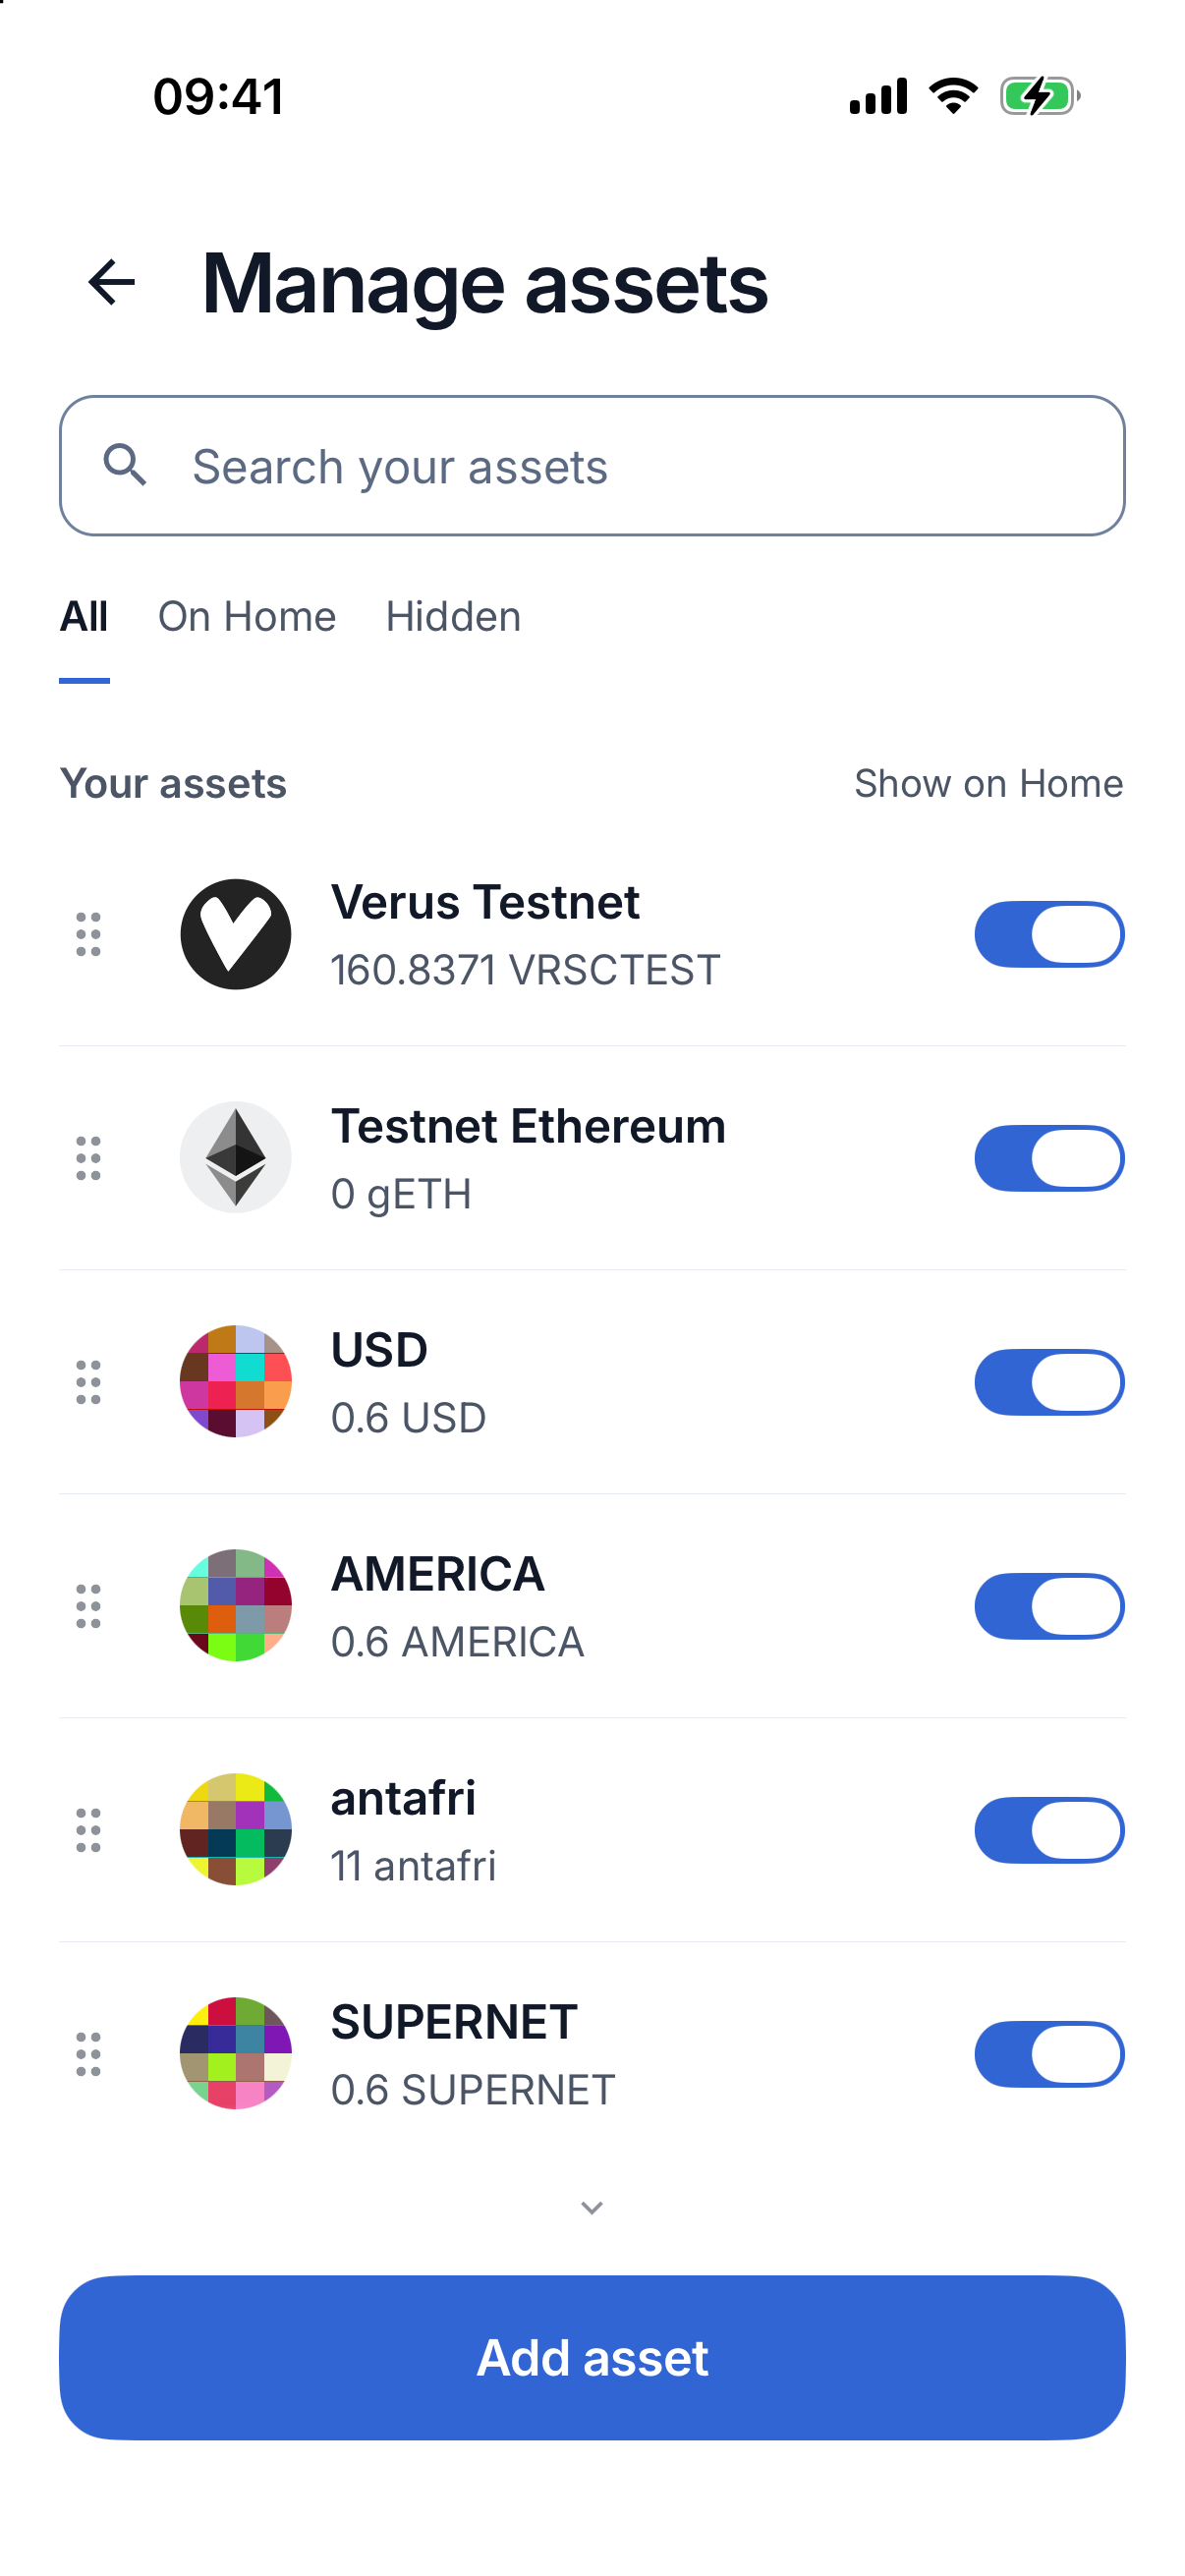 09:41
Manage assets
Search your assets
All On Home Hidden
Your assets Show on Home
Verus Testnet
160.8371 VRSCTEST
Testnet Ethereum
0 gETH
USD
0.6 USD
AMERICA
0.6 AMERICA
antafri
11 antafri
SUPERNET
0.6 SUPERNET
Add asset